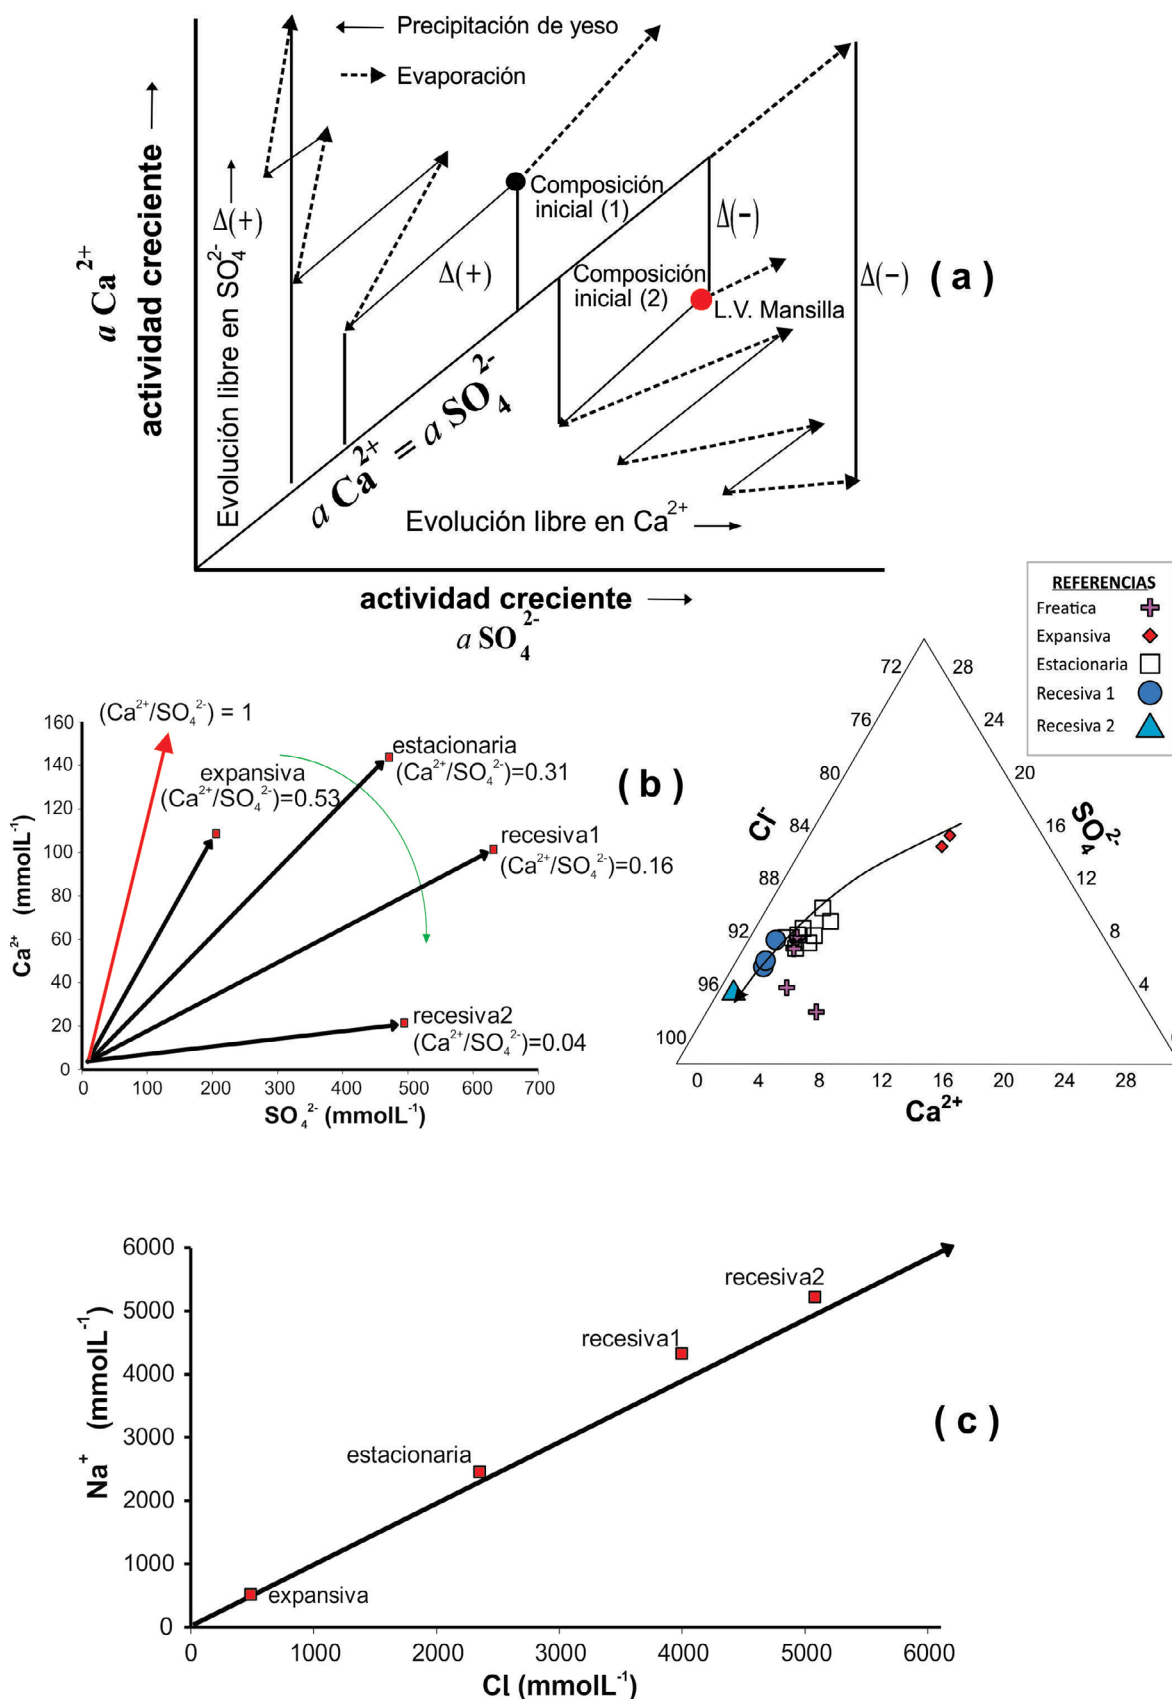 Precipitación de yeso
Evaporación
a Ca2+
actividad creciente
Evolución libre en SO42-
Δ(+)
Composición
inicial (1)
Δ(+)
Δ(-)
Composición
inicial (2)
L.V. Mansilla
Δ(-)
( a )
a Ca2+ = a SO42-
Evolución libre en Ca2+
actividad creciente
a SO42-
REFERENCIAS
Freatica
Expansiva
Estacionaria
Recesiva 1
Recesiva 2
(Ca2+/SO42-) = 1
estacionaria
(Ca2+/SO42-)=0.31
expansiva
(Ca2+/SO42-)=0.53
recesiva1
(Ca2+/SO42-)=0.16
recesiva2
(Ca2+/SO42-)=0.04
160
140
120
100
80
60
40
20
0
Ca2+ (mmolL-1)
0 100 200 300 400 500 600 700
SO42- (mmolL-1)
( b )
72 28
76 24
80 20
84 16
88 12
92 8
96 4
100
Cl-
SO42-
0 4 8 12 16 20 24 28
Ca2+
6000
5000
4000
3000
2000
1000
0
Na+ (mmolL-1)
recesiva2
recesiva1
estacionaria
expansiva
( c )
0 1000 2000 3000 4000 5000 6000
Cl (mmolL-1)